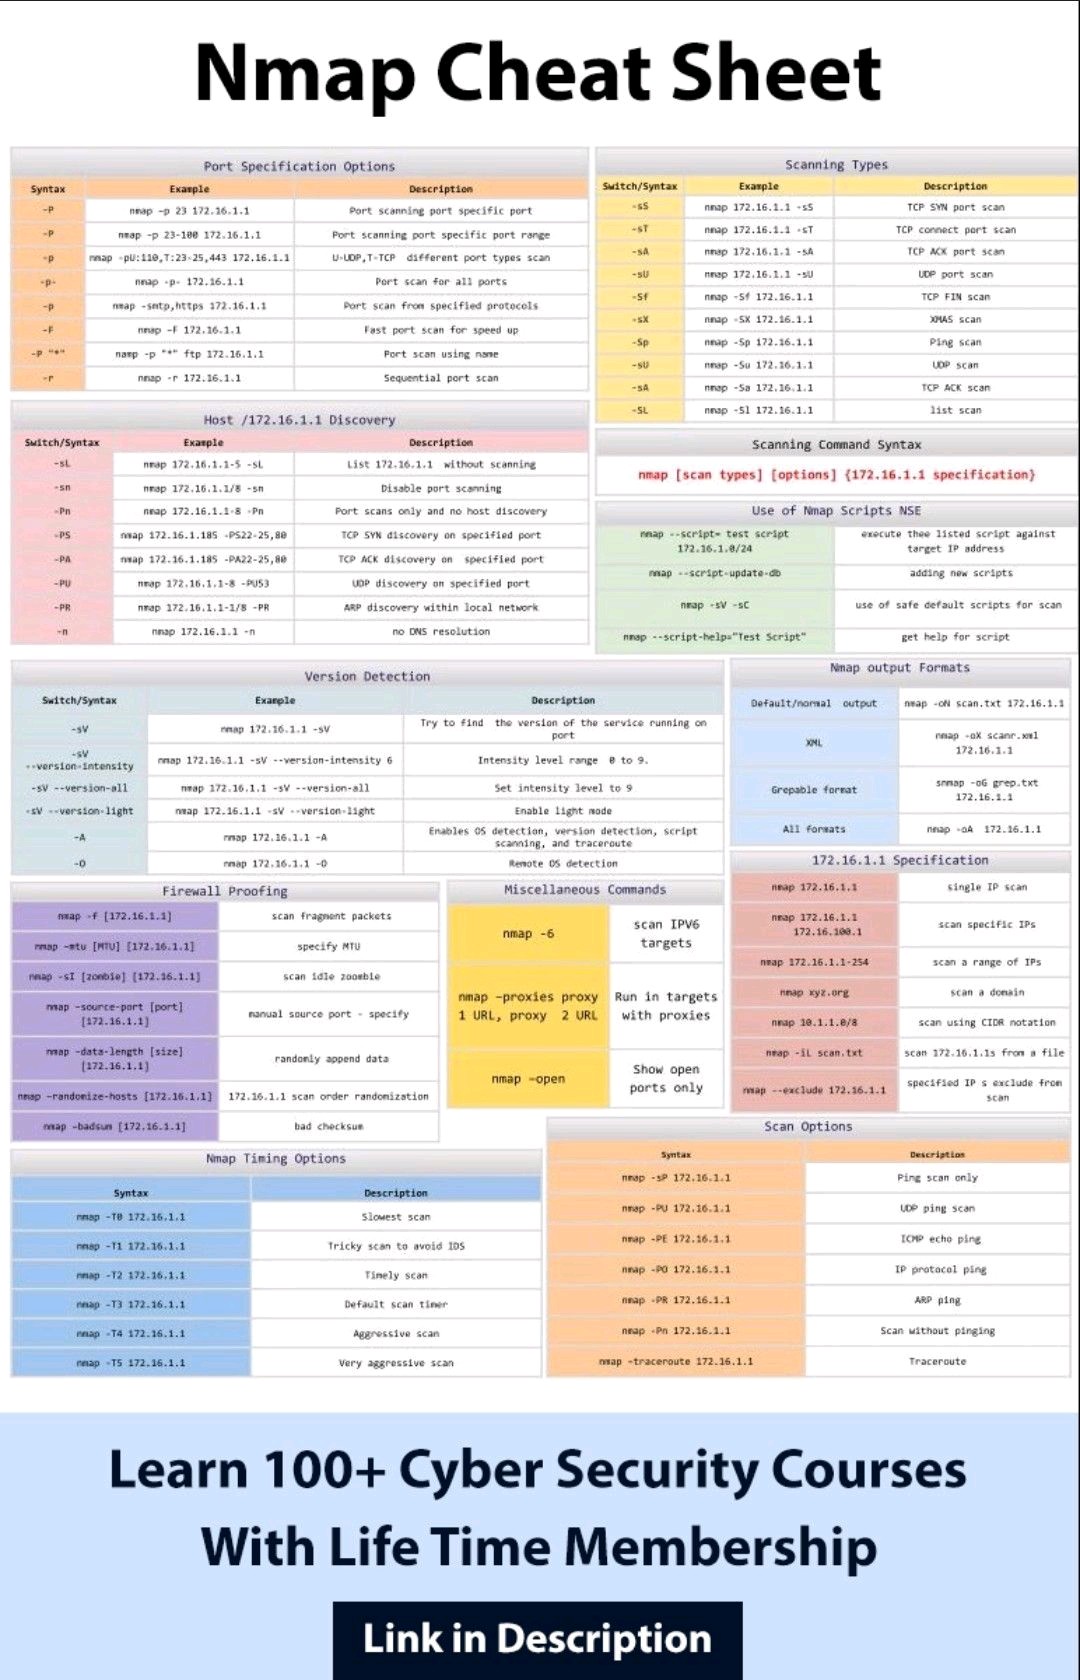 Nmap Cheat Sheet
Port Specification Options
Syntax Example Description
-P nmap -p 23 172.16.1.1 Port scanning port specific port
-P nmap -p 23-100 172.16.1.1 Port scanning port specific port range
-p nmap -pU:110,T:23-25,443 172.16.1.1 U-UDP,T-TCP different port types scan
-p- nmap -p- 172.16.1.1 Port scan for all ports
-p nmap -smtp,https 172.16.1.1 Port scan from specified protocols
-F nmap -F 172.16.1.1 Fast port scan for speed up
-P "*" namp -p "*" ftp 172.16.1.1 Port scan using name
-r nmap -r 172.16.1.1 Sequential port scan
Scanning Types
Switch/Syntax Example Description
-sS nmap 172.16.1.1 -sS TCP SYN port scan
-sT nmap 172.16.1.1 -sT TCP connect port scan
-sA nmap 172.16.1.1 -sA TCP ACK port scan
-sU nmap 172.16.1.1 -sU UDP port scan
-Sf nmap -Sf 172.16.1.1 TCP FIN scan
-sX nmap -SX 172.16.1.1 XMAS scan
-Sp nmap -Sp 172.16.1.1 Ping scan
-sU nmap -Su 172.16.1.1 UDP scan
-sA nmap -Sa 172.16.1.1 TCP ACK scan
-SL nmap -Sl 172.16.1.1 list scan
Host /172.16.1.1 Discovery
Switch/Syntax Example Description
-sL nmap 172.16.1.1-5 -sL List 172.16.1.1 without scanning
-sn nmap 172.16.1.1/8 -sn Disable port scanning
-Pn nmap 172.16.1.1-8 -Pn Port scans only and no host discovery
-PS nmap 172.16.1.185 -PS22-25,80 TCP SYN discovery on specified port
-PA nmap 172.16.1.185 -PA22-25,80 TCP ACK discovery on specified port
-PU nmap 172.16.1.1-8 -PU53 UDP discovery on specified port
-PR nmap 172.16.1.1-1/8 -PR ARP discovery within local network
-n nmap 172.16.1.1 -n no DNS resolution
Scanning Command Syntax
nmap [scan types] [options] {172.16.1.1 specification}
Use of Nmap Scripts NSE
nmap --script= test script execute thee listed script against
172.16.1.0/24 target IP address
nmap --script-update-db adding new scripts
nmap -sV -sC use of safe default scripts for scan
nmap --script-help="Test Script" get help for script
Version Detection
Switch/Syntax Example Description
-sV nmap 172.16.1.1 -sV Try to find the version of the service running on
port
-sV
--version-intensity nmap 172.16.1.1 -sV --version-intensity 6 Intensity level range 0 to 9.
-sV --version-all nmap 172.16.1.1 -sV --version-all Set intensity level to 9
-sV --version-light nmap 172.16.1.1 -sV --version-light Enable light mode
-A nmap 172.16.1.1 -A Enables OS detection, version detection, script
scanning, and traceroute
-O nmap 172.16.1.1 -O Remote OS detection
Nmap output Formats
Default/normal output nmap -oN scan.txt 172.16.1.1
XML nmap -oX scanr.xml
172.16.1.1
Grepable format snmap -oG grep.txt
172.16.1.1
All formats nmap -oA 172.16.1.1
172.16.1.1 Specification
nmap 172.16.1.1 single IP scan
nmap 172.16.1.1 scan specific IPs
172.16.100.1
nmap 172.16.1.1-254 scan a range of IPs
nmap xyz.org scan a domain
nmap 10.1.1.0/8 scan using CIDR notation
nmap -iL scan.txt scan 172.16.1.1s from a file
nmap --exclude 172.16.1.1 specified IP s exclude from
scan
Firewall Proofing
nmap -f [172.16.1.1] scan fragment packets
nmap -mtu [MTU] [172.16.1.1] specify MTU
nmap -sI [zombie] [172.16.1.1] scan idle zoombie
nmap -source-port [port] manual source port - specify
[172.16.1.1]
nmap -data-length [size] randomly append data
[172.16.1.1]
nmap -randomize-hosts [172.16.1.1] 172.16.1.1 scan order randomization
nmap -badsum [172.16.1.1] bad checksum
Miscellaneous Commands
nmap -6 scan IPV6
targets
nmap -proxies proxy Run in targets
1 URL, proxy 2 URL with proxies
nmap -open Show open
ports only
Nmap Timing Options
Syntax Description
nmap -T0 172.16.1.1 Slowest scan
nmap -T1 172.16.1.1 Tricky scan to avoid IDS
nmap -T2 172.16.1.1 Timely scan
nmap -T3 172.16.1.1 Default scan timer
nmap -T4 172.16.1.1 Aggressive scan
nmap -T5 172.16.1.1 Very aggressive scan
Scan Options
Syntax Description
nmap -sP 172.16.1.1 Ping scan only
nmap -PU 172.16.1.1 UDP ping scan
nmap -PE 172.16.1.1 ICMP echo ping
nmap -PO 172.16.1.1 IP protocol ping
nmap -PR 172.16.1.1 ARP ping
nmap -Pn 172.16.1.1 Scan without pinging
nmap -traceroute 172.16.1.1 Traceroute
Learn 100+ Cyber Security Courses
With Life Time Membership
Link in Description